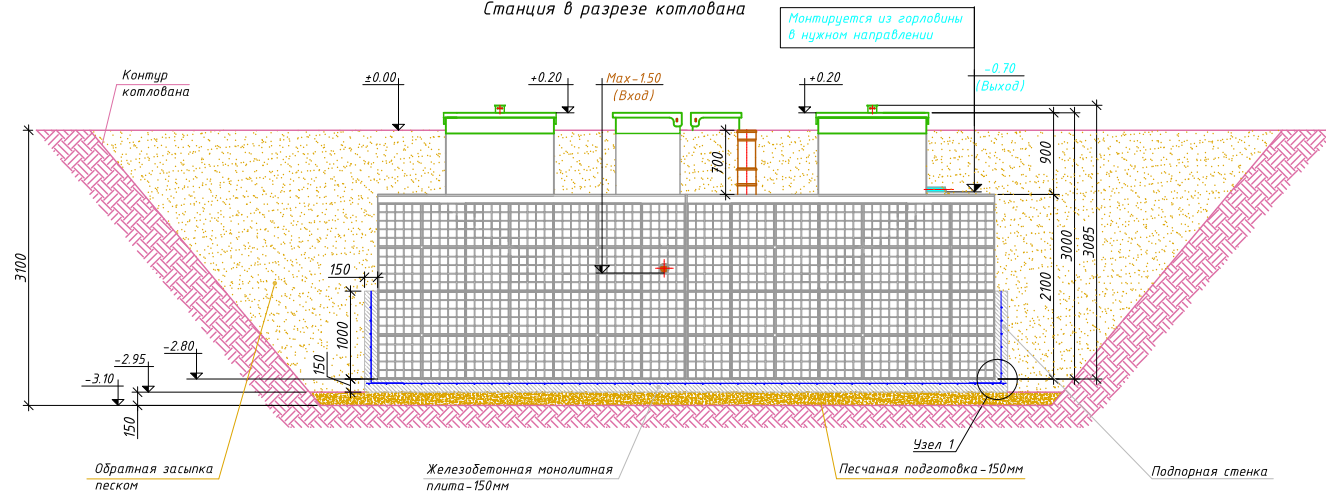 Станция в разрезе котлована
Монтируется из горловины
в нужном направлении
Контур
котлована
±0.00
+0.20
Max-1.50
(Вход)
+0.20
-0.70
(Выход)
700
900
3100
150
1000
150
2100
3000
3085
-2.80
-2.95
-3.10
150
Узел 1
Обратная засыпка
песком
Железобетонная монолитная
плита-150мм
Песчаная подготовка-150мм
Подпорная стенка